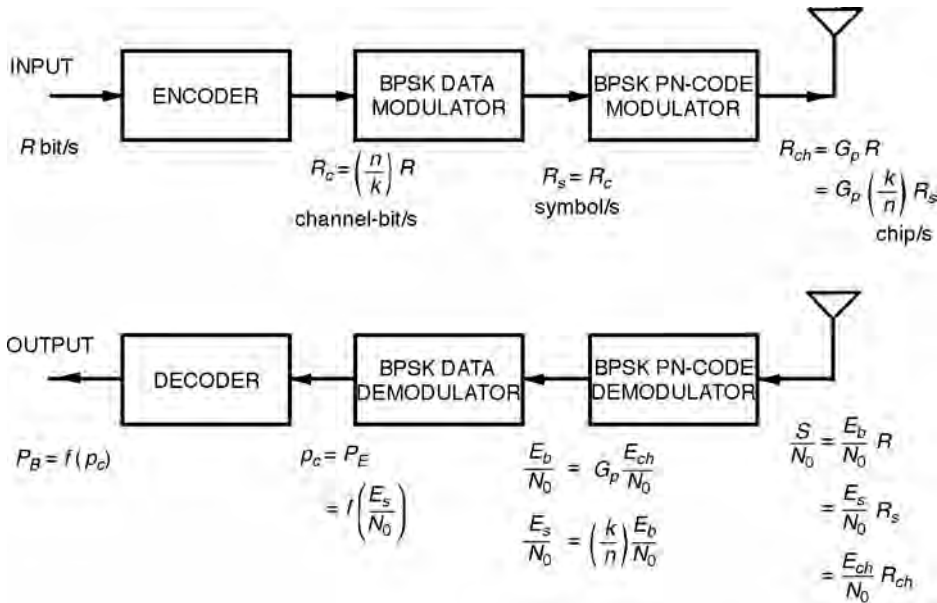 INPUT
R bit/s
ENCODER
R_c = (n/k) R
channel-bit/s
BPSK DATA
MODULATOR
R_s = R_c
symbol/s
BPSK PN-CODE
MODULATOR
R_ch = G_p R
= G_p (k/n) R_s
chip/s
OUTPUT
P_B = f(p_c)
DECODER
p_c = P_E
= f(E_s/N_0)
BPSK DATA
DEMODULATOR
E_b/N_0 = G_p E_ch/N_0
E_s/N_0 = (k/n) E_b/N_0
BPSK PN-CODE
DEMODULATOR
S/N_0 = E_b/N_0 R
= E_s/N_0 R_s
= E_ch/N_0 R_ch